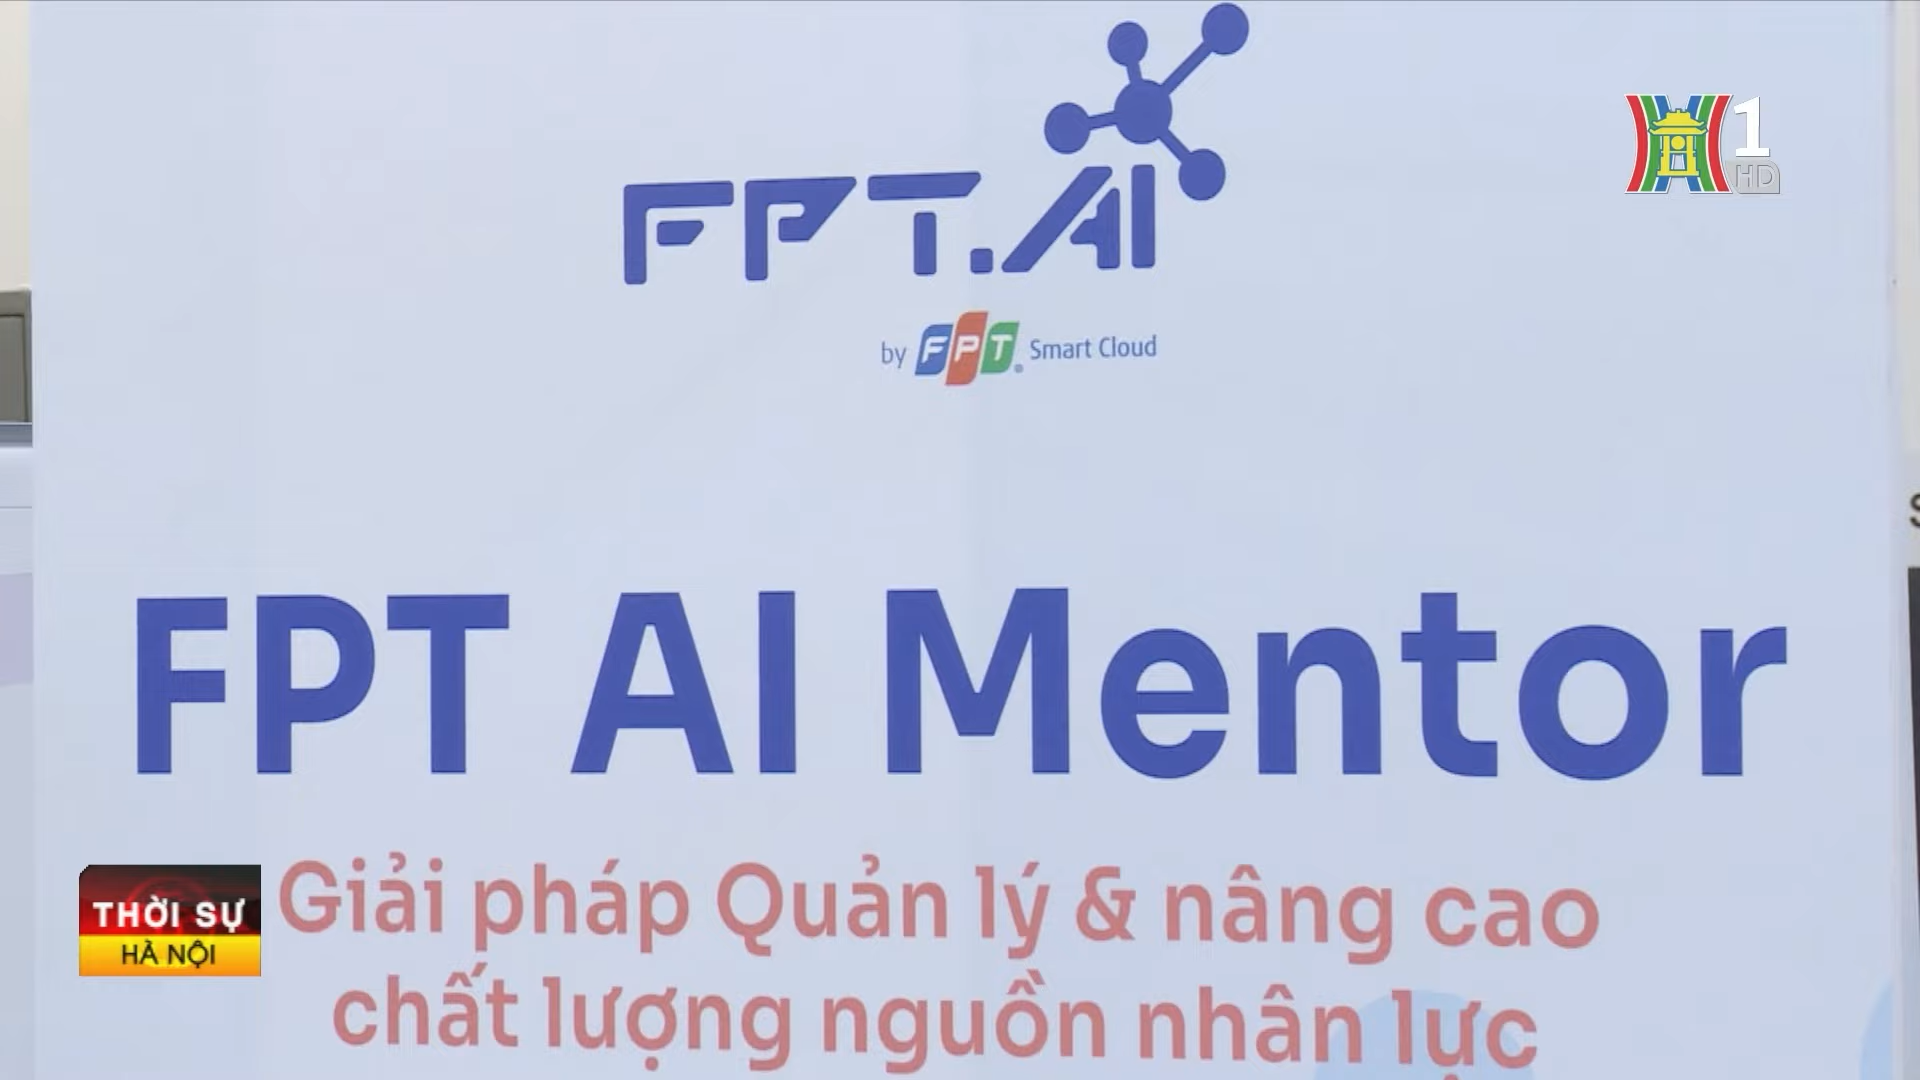 FPT.AI
by FPT Smart Cloud
1
HD
FPT AI Mentor
Giải pháp Quản lý & nâng cao
chất lượng nguồn nhân lực
THỜI SỰ
HÀ NỘI